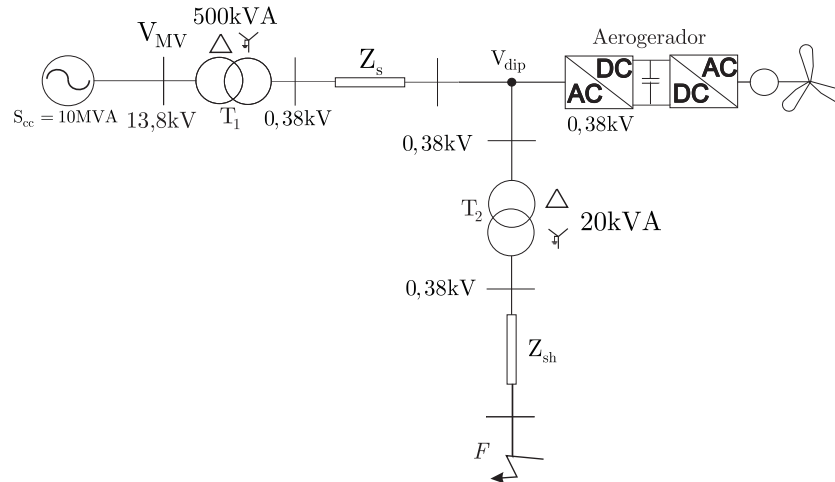 500kVA
V_MV
Z_s
V_dip
Aerogerador
DC
AC
AC
DC
S_cc = 10MVA
13,8kV
T_1
0,38kV
0,38kV
0,38kV
T_2
20kVA
0,38kV
Z_sh
F